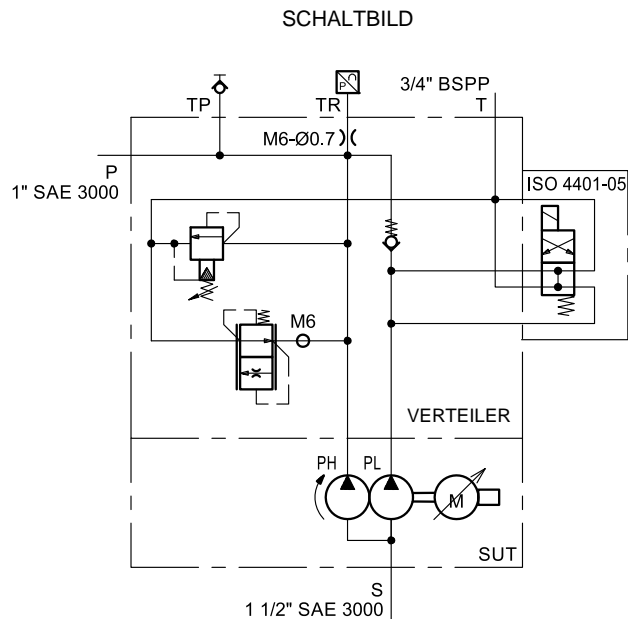 SCHALTBILD
3/4" BSPP
TP
TR
T
M6-Ø0.7
P
1" SAE 3000
ISO 4401-05
P
M6
VERTEILER
PH
PL
M
SUT
S
1 1/2" SAE 3000